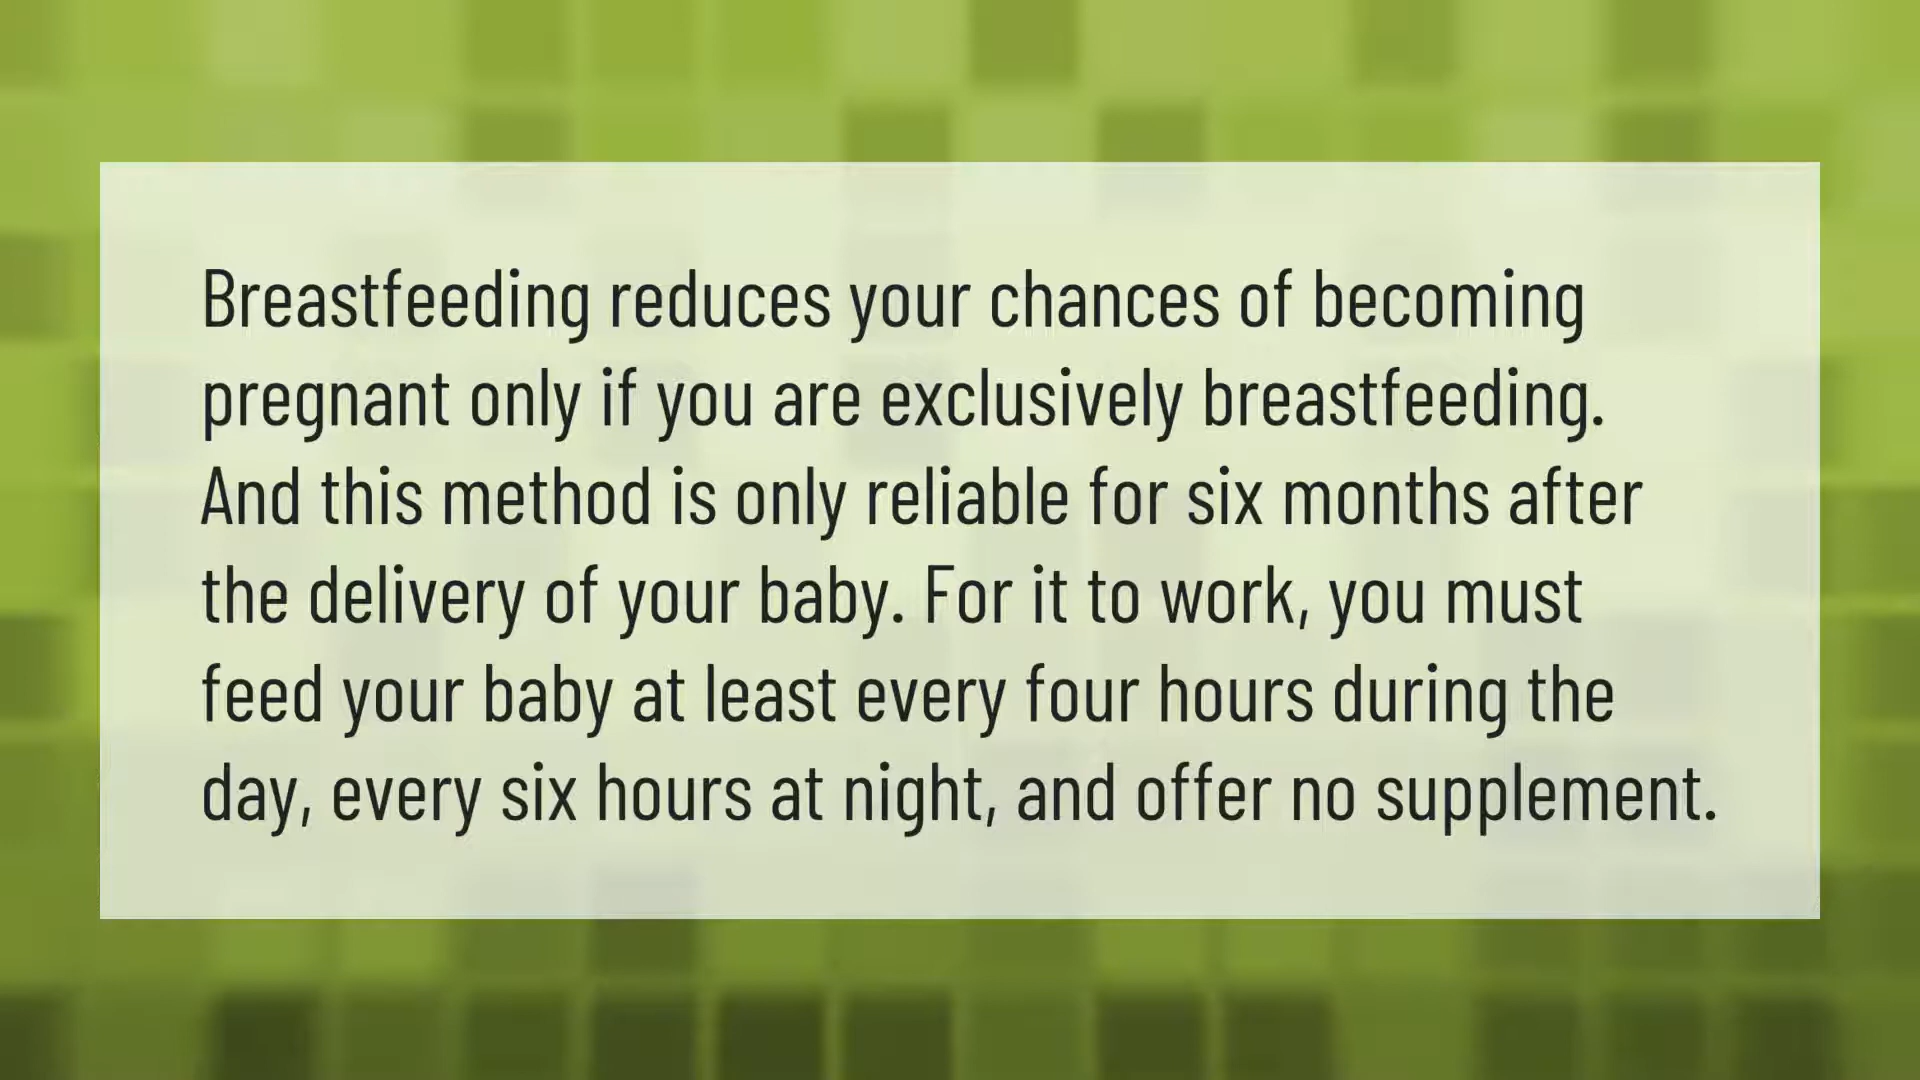 Breastfeeding reduces your chances of becoming
pregnant only if you are exclusively breastfeeding.
And this method is only reliable for six months after
the delivery of your baby. For it to work, you must
feed your baby at least every four hours during the
day, every six hours at night, and offer no supplement.